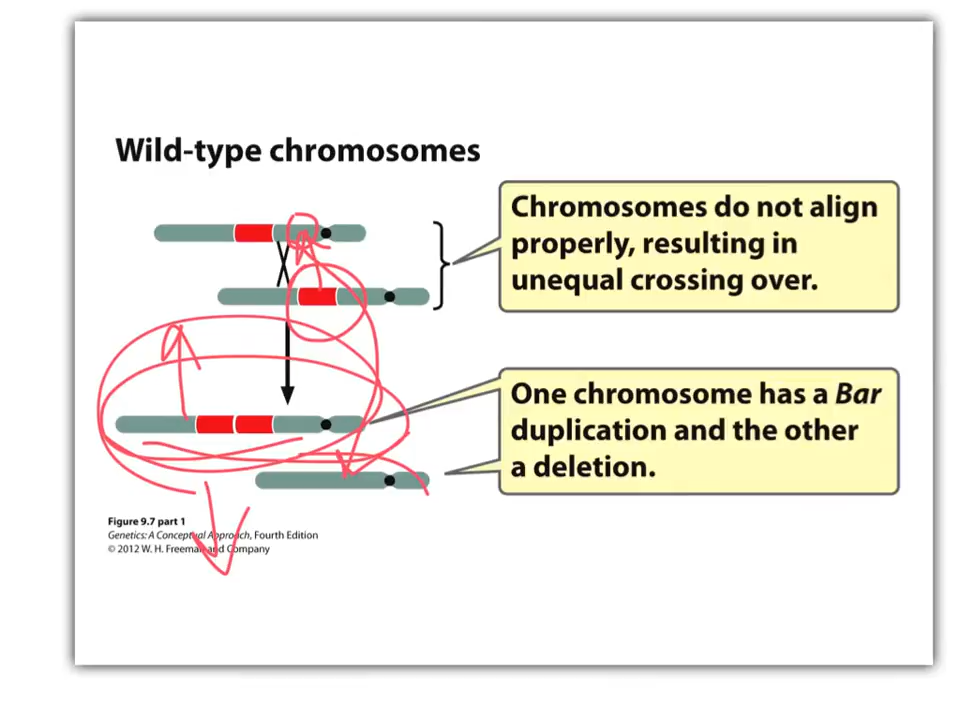 Wild-type chromosomes
Chromosomes do not align
properly, resulting in
unequal crossing over.
One chromosome has a Bar
duplication and the other
a deletion.
Figure 9.7 part 1
Genetics: A Conceptual Approach, Fourth Edition
© 2012 W. H. Freeman and Company